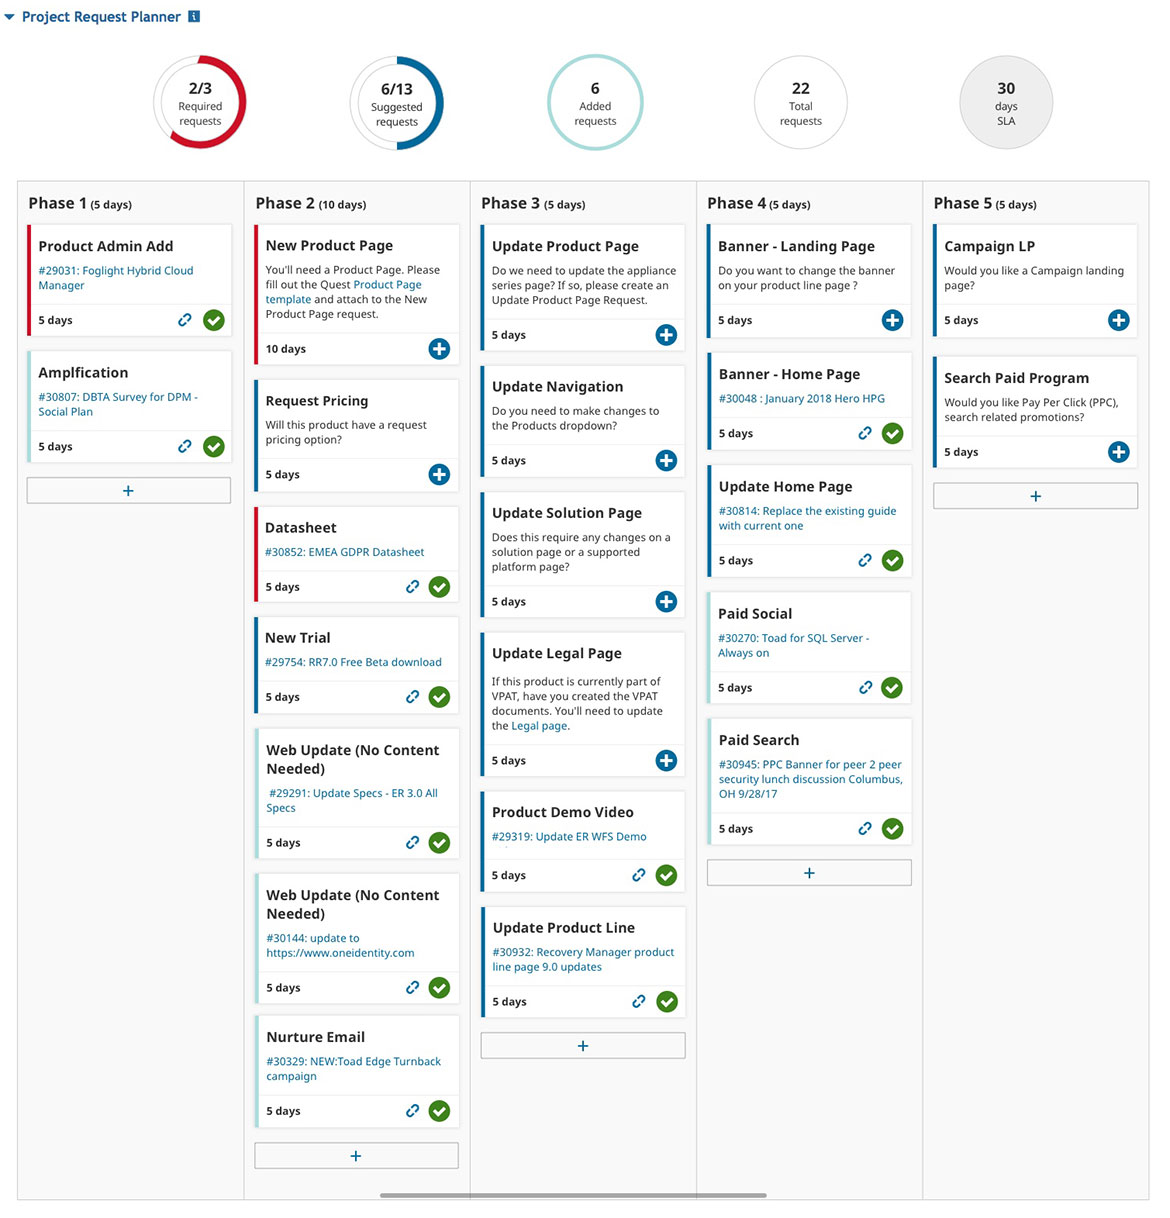 Project Request Planner i
2/3
Required
requests
6/13
Suggested
requests
6
Added
requests
22
Total
requests
30
days
SLA
Phase 1 (5 days)
Product Admin Add
#29031: Foglight Hybrid Cloud
Manager
5 days
Amplfication
#30807: DBTA Survey for DPM -
Social Plan
5 days
+
Phase 2 (10 days)
New Product Page
You'll need a Product Page. Please
fill out the Quest Product Page
template and attach to the New
Product Page request.
10 days
Request Pricing
Will this product have a request
pricing option?
5 days
Datasheet
#30852: EMEA GDPR Datasheet
5 days
New Trial
#29754: RR7.0 Free Beta download
5 days
Web Update (No Content
Needed)
#29291: Update Specs - ER 3.0 All
Specs
5 days
Web Update (No Content
Needed)
#30144: update to
https://www.oneidentity.com
5 days
Nurture Email
#30329: NEW:Toad Edge Turnback
campaign
5 days
+
Phase 3 (5 days)
Update Product Page
Do we need to update the appliance
series page? If so, please create an
Update Product Page Request.
5 days
Update Navigation
Do you need to make changes to
the Products dropdown?
5 days
Update Solution Page
Does this require any changes on a
solution page or a supported
platform page?
5 days
Update Legal Page
If this product is currently part of
VPAT, have you created the VPAT
documents. You'll need to update
the Legal page.
5 days
Product Demo Video
#29319: Update ER WFS Demo
5 days
Update Product Line
#30932: Recovery Manager product
line page 9.0 updates
5 days
+
Phase 4 (5 days)
Banner - Landing Page
Do you want to change the banner
on your product line page ?
5 days
Banner - Home Page
#30048 : January 2018 Hero HPG
5 days
Update Home Page
#30814: Replace the existing guide
with current one
5 days
Paid Social
#30270: Toad for SQL Server -
Always on
5 days
Paid Search
#30945: PPC Banner for peer 2 peer
security lunch discussion Columbus,
OH 9/28/17
5 days
+
Phase 5 (5 days)
Campaign LP
Would you like a Campaign landing
page?
5 days
Search Paid Program
Would you like Pay Per Click (PPC),
search related promotions?
5 days
+